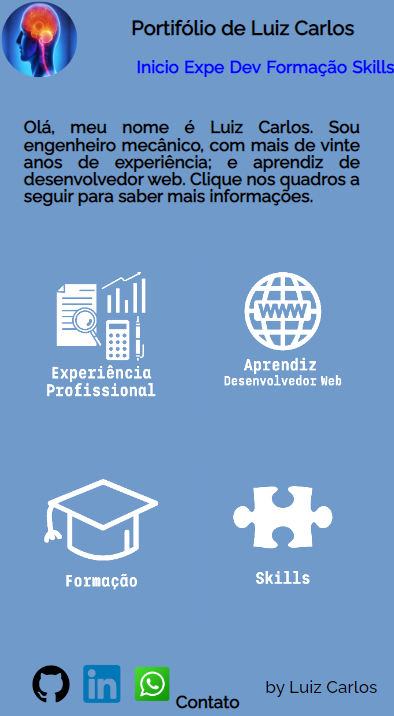 Portifólio de Luiz Carlos
Inicio Expe Dev Formação Skills
Olá, meu nome é Luiz Carlos. Sou
engenheiro mecânico, com mais de vinte
anos de experiência; e aprendiz de
desenvolvedor web. Clique nos quadros a
seguir para saber mais informações.
WWW
Experiência
Profissional
Aprendiz
Desenvolvedor Web
Formação
Skills
in
Contato
by Luiz Carlos